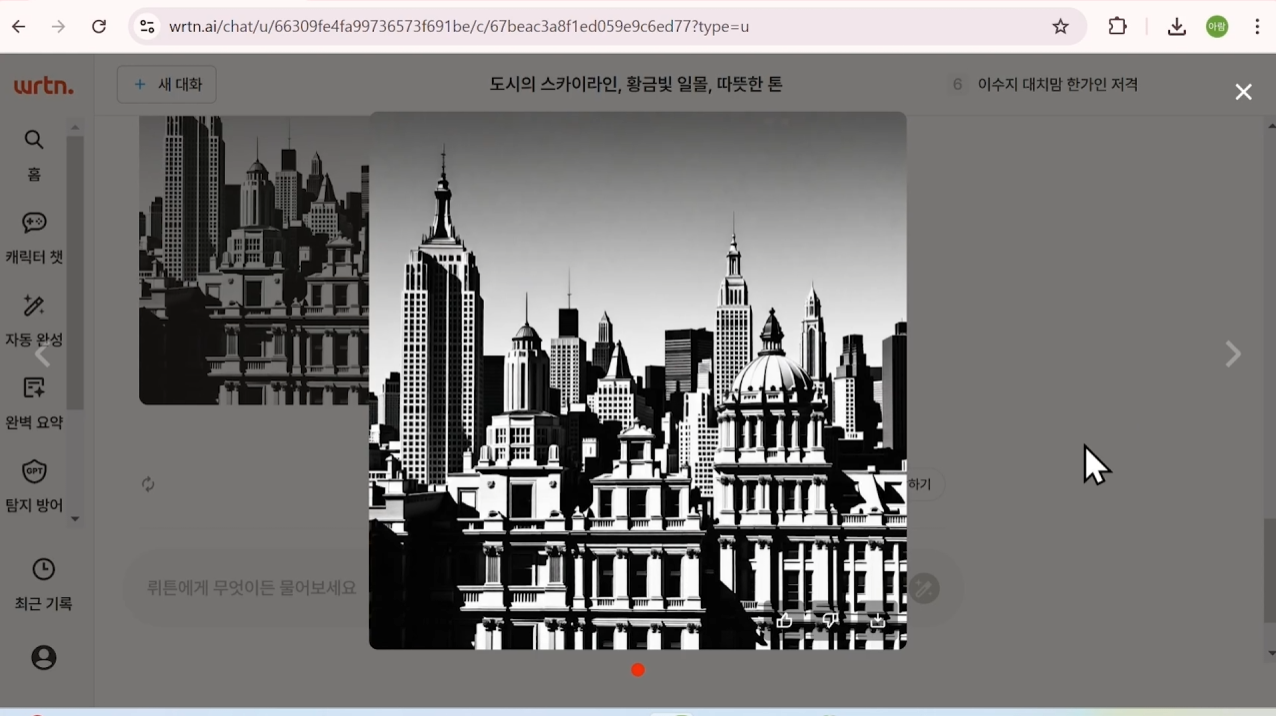 wrtn.ai/chat/u/66309fe4fa99736573f691be/c/67beac3a8f1ed059e9c6ed77?type=u
아람
wrtn.
+ 새 대화
도시의 스카이라인, 황금빛 일몰, 따뜻한 톤
6 이수지 대치맘 한가인 저격
홈
캐릭터 챗
자동 완성
완벽 요약
GPT
탐지 방어
하기
뤼튼에게 무엇이든 물어보세요
최근 기록